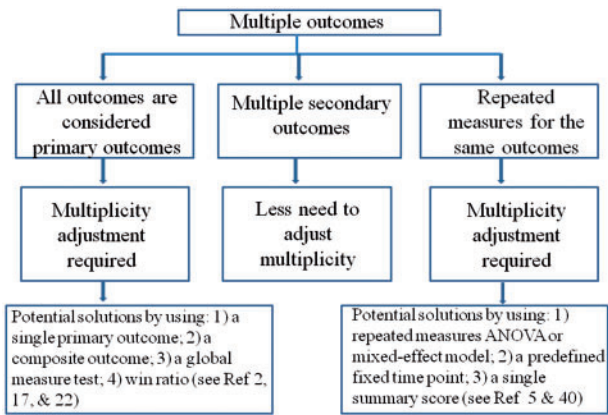 Multiple outcomes
All outcomes are
considered
primary outcomes
Multiple secondary
outcomes
Repeated
measures for the
same outcomes
Multiplicity
adjustment
required
Less need to
adjust
multiplicity
Multiplicity
adjustment
required
Potential solutions by using: 1) a
single primary outcome; 2) a
composite outcome; 3) a global
measure test; 4) win ratio (see Ref 2,
17, & 22)
Potential solutions by using: 1)
repeated measures ANOVA or
mixed-effect model; 2) a predefined
fixed time point; 3) a single
summary score (see Ref 5 & 40)